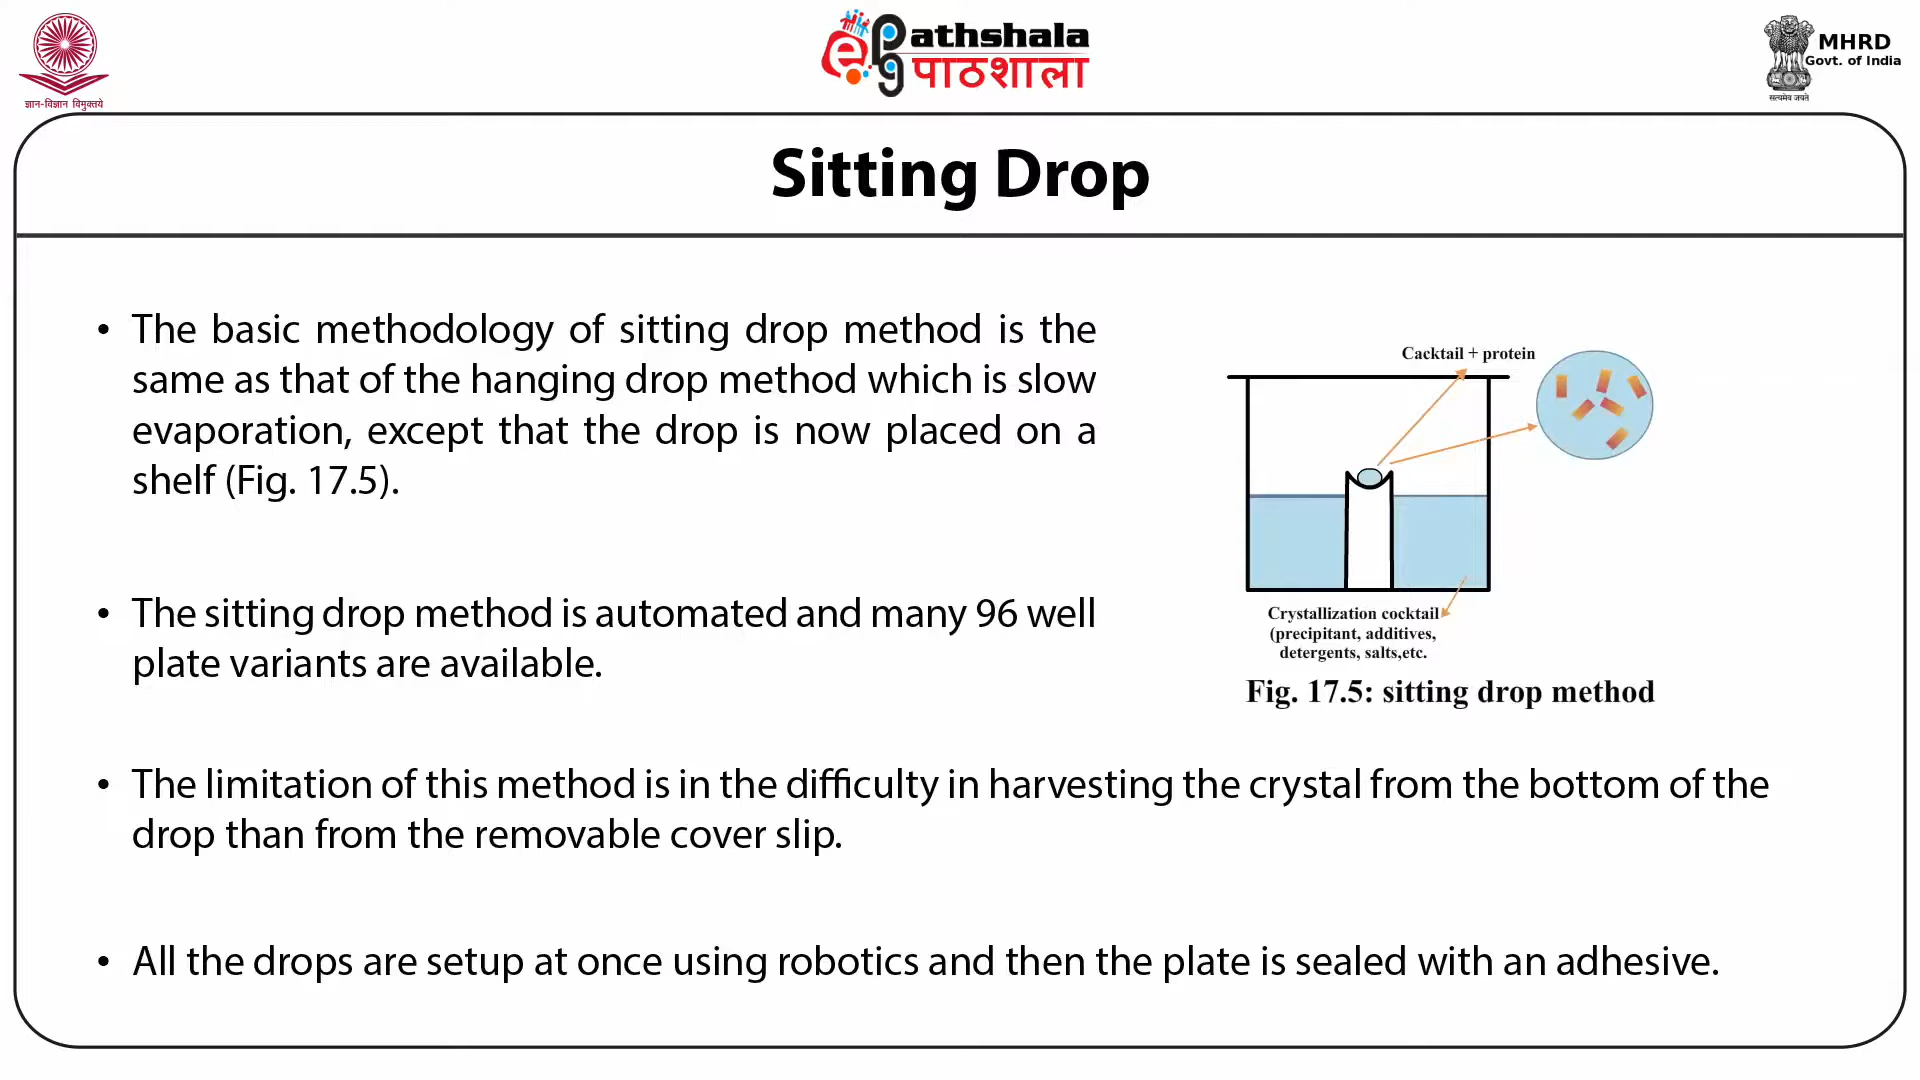 ज्ञान-विज्ञान विमुक्तये
ePathshala
पाठशाला
MHRD
Govt. of India
सत्यमेव जयते
Sitting Drop
• The basic methodology of sitting drop method is the
same as that of the hanging drop method which is slow
evaporation, except that the drop is now placed on a
shelf (Fig. 17.5).
• The sitting drop method is automated and many 96 well
plate variants are available.
Cacktail + protein
Crystallization cocktail
(precipitant, additives,
detergents, salts,etc.
Fig. 17.5: sitting drop method
• The limitation of this method is in the difficulty in harvesting the crystal from the bottom of the
drop than from the removable cover slip.
• All the drops are setup at once using robotics and then the plate is sealed with an adhesive.